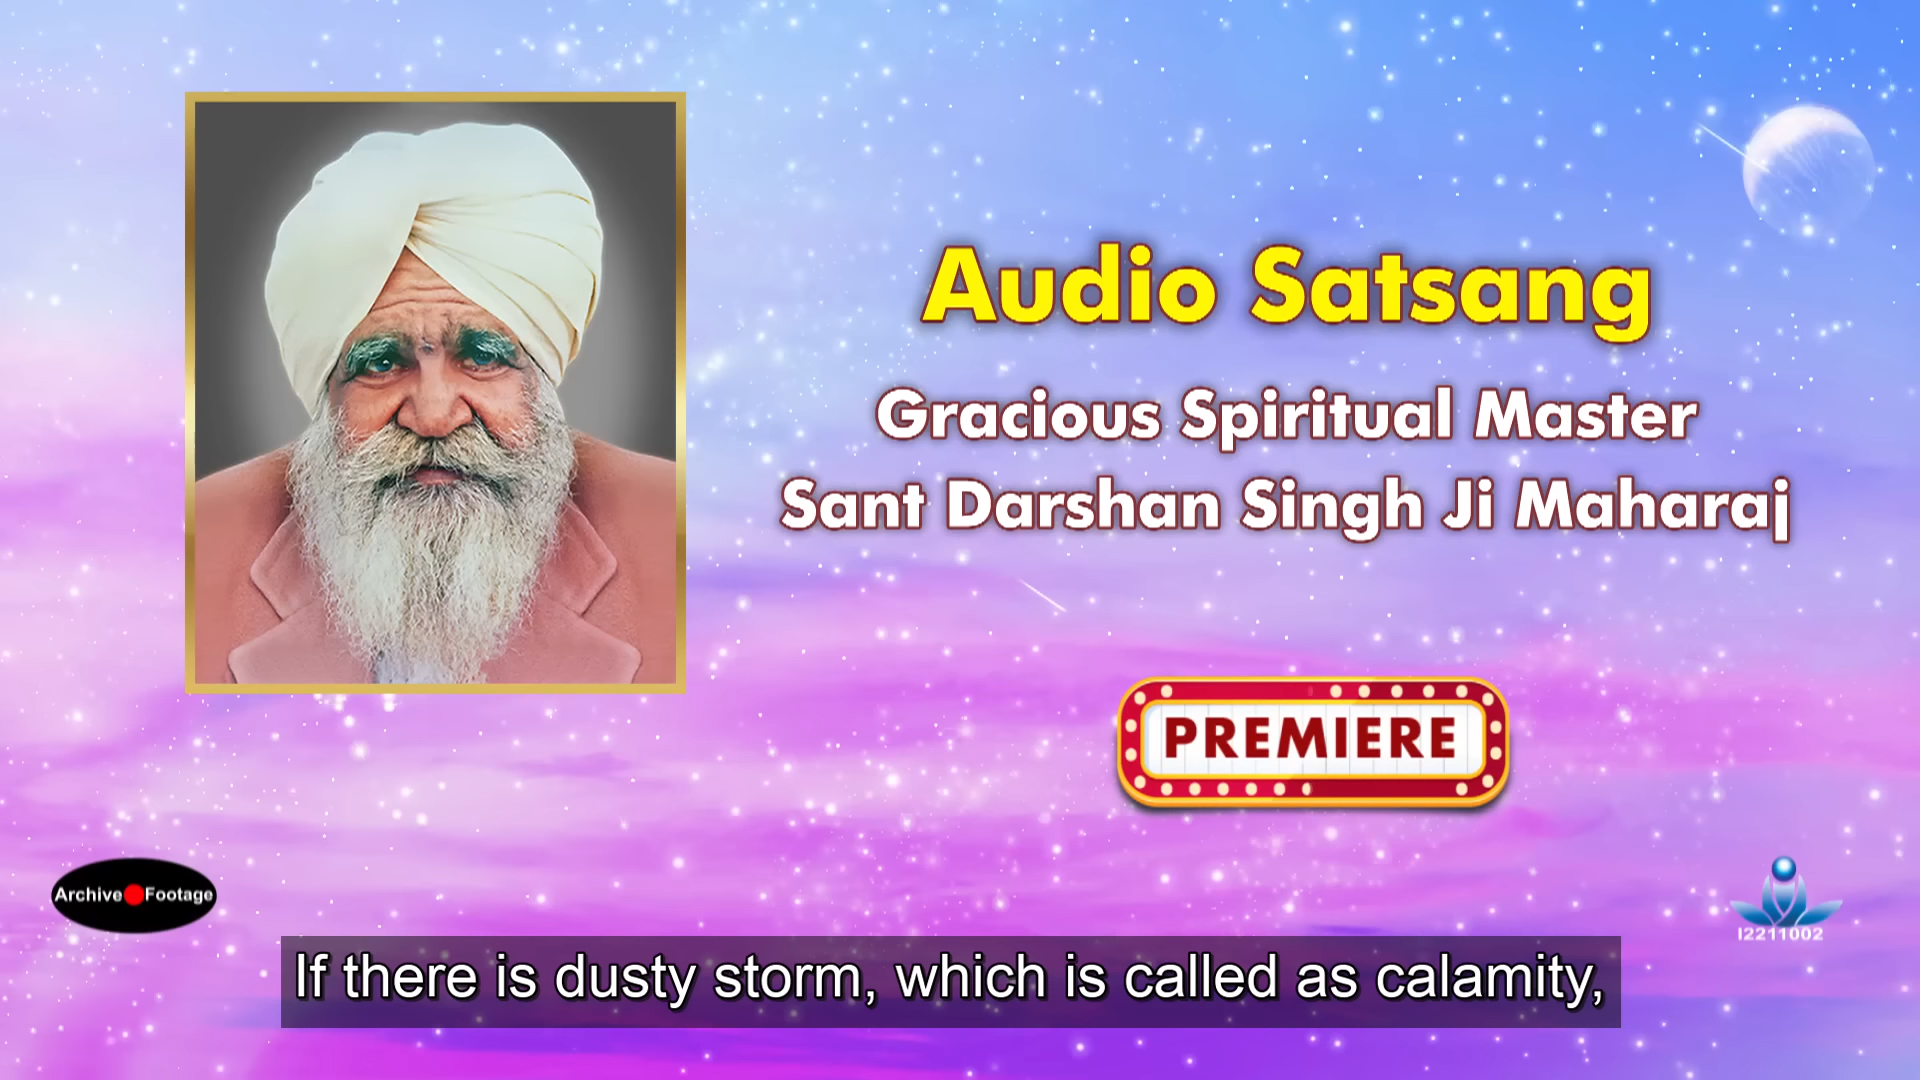 Audio Satsang
Gracious Spiritual Master
Sant Darshan Singh Ji Maharaj
PREMIERE
Archive Footage
I2211002
If there is dusty storm, which is called as calamity,